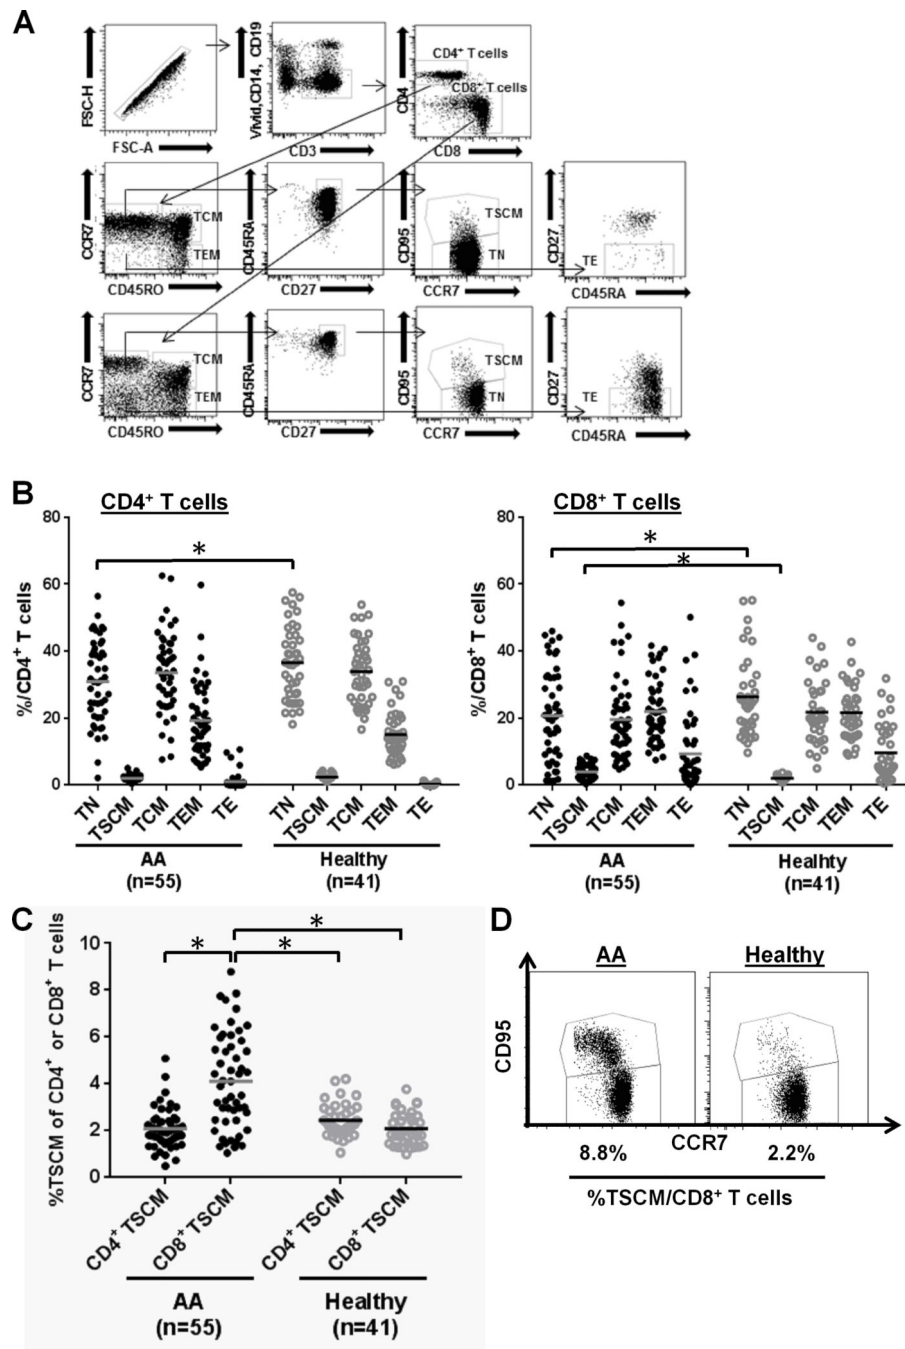 A
FSC-H
FSC-A
Vivid,CD14, CD19
CD3
CD4
CD4⁺ T cells
CD8⁺ T cells
CD8
CCR7
TCM
TEM
CD45RO
CD45RA
CD27
CD95
TSCM
TN
CCR7
CD27
TE
CD45RA
CCR7
TCM
TEM
CD45RO
CD45RA
CD27
CD95
TSCM
TN
CCR7
CD27
TE
CD45RA
B
CD4⁺ T cells
%/CD4⁺ T cells
80
60
40
20
0
*
TN TSCM TCM TEM TE TN TSCM TCM TEM TE
AA Healthy
(n=55) (n=41)
CD8⁺ T cells
%/CD8⁺ T cells
80
60
40
20
0
*
*
TN TSCM TCM TEM TE TN TSCM TCM TEM TE
AA Healhty
(n=55) (n=41)
C
%TSCM of CD4⁺ or CD8⁺ T cells
10
8
6
4
2
0
* * *
CD4⁺ TSCM CD8⁺ TSCM CD4⁺ TSCM CD8⁺ TSCM
AA Healthy
(n=55) (n=41)
D
AA Healthy
CD95
CCR7
8.8% 2.2%
%TSCM/CD8⁺ T cells